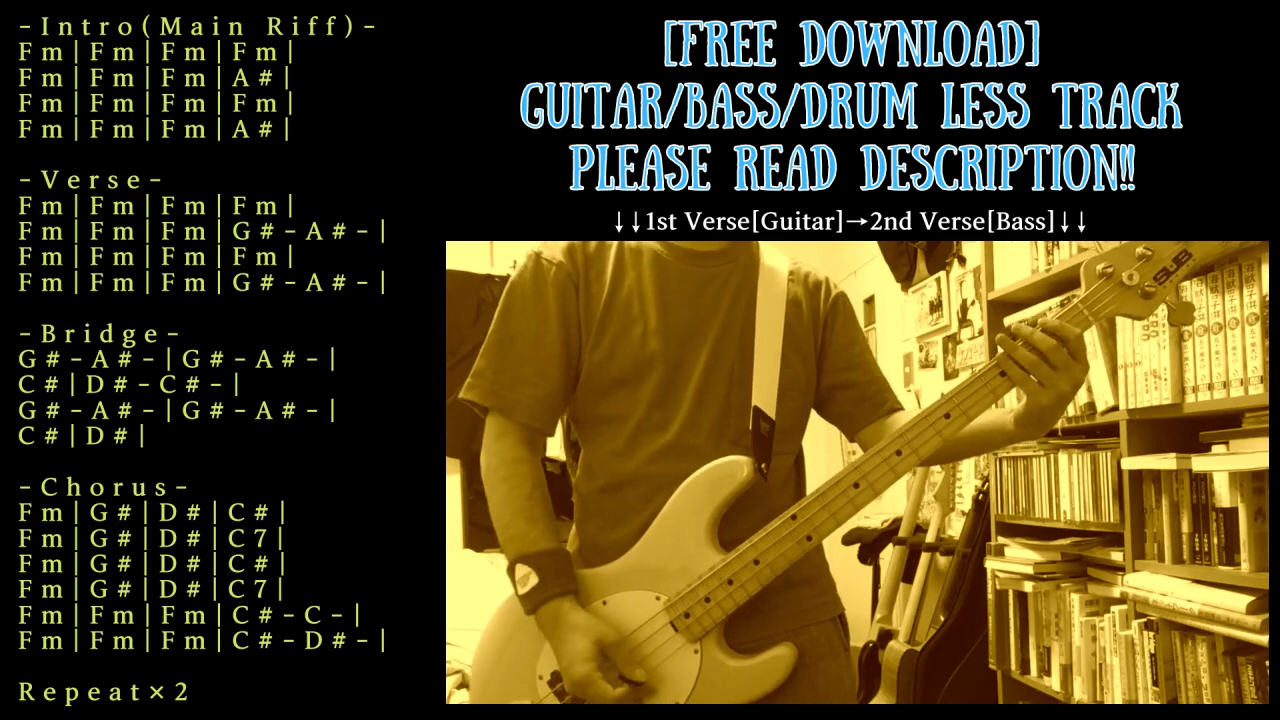 -Intro(Main Riff)-
Fm|Fm|Fm|Fm|
Fm|Fm|Fm|A#|
Fm|Fm|Fm|Fm|
Fm|Fm|Fm|A#|
-Verse-
Fm|Fm|Fm|Fm|
Fm|Fm|Fm|G#-A#-|
Fm|Fm|Fm|Fm|
Fm|Fm|Fm|G#-A#-|
-Bridge-
G#-A#-|G#-A#-|
C#|D#-C#-|
G#-A#-|G#-A#-|
C#|D#|
-Chorus-
Fm|G#|D#|C#|
Fm|G#|D#|C7|
Fm|G#|D#|C#|
Fm|G#|D#|C7|
Fm|Fm|Fm|C#-C-|
Fm|Fm|Fm|C#-D#-|
Repeat×2
[FREE DOWNLOAD]
GUITAR/BASS/DRUM LESS TRACK
PLEASE READ DESCRIPTION!!
↓↓1st Verse[Guitar]→2nd Verse[Bass]↓↓
SUB